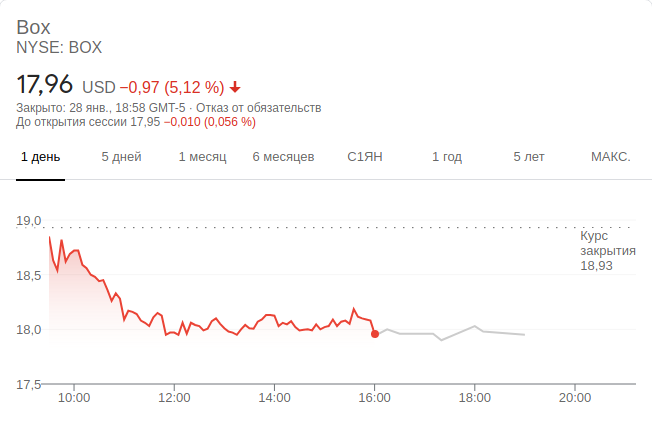 Box
NYSE: BOX
17,96 USD −0,97 (5,12 %)
Закрыто: 28 янв., 18:58 GMT-5 · Отказ от обязательств
До открытия сессии 17,95 −0,010 (0,056 %)
1 день 5 дней 1 месяц 6 месяцев С1ЯН 1 год 5 лет МАКС.
19,0
Курс
закрытия
18,93
18,5
18,0
17,5
10:00 12:00 14:00 16:00 18:00 20:00